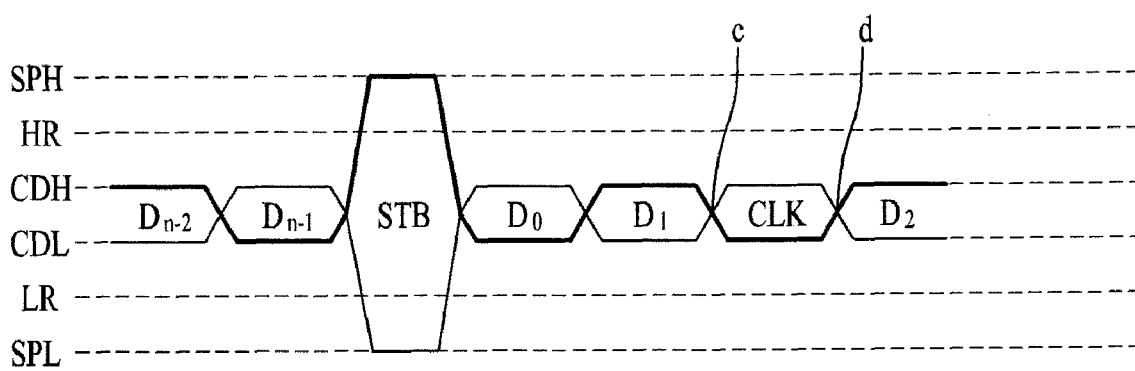 c d
SPH
HR
CDH
Dn-2 Dn-1 STB D0 D1 CLK D2
CDL
LR
SPL